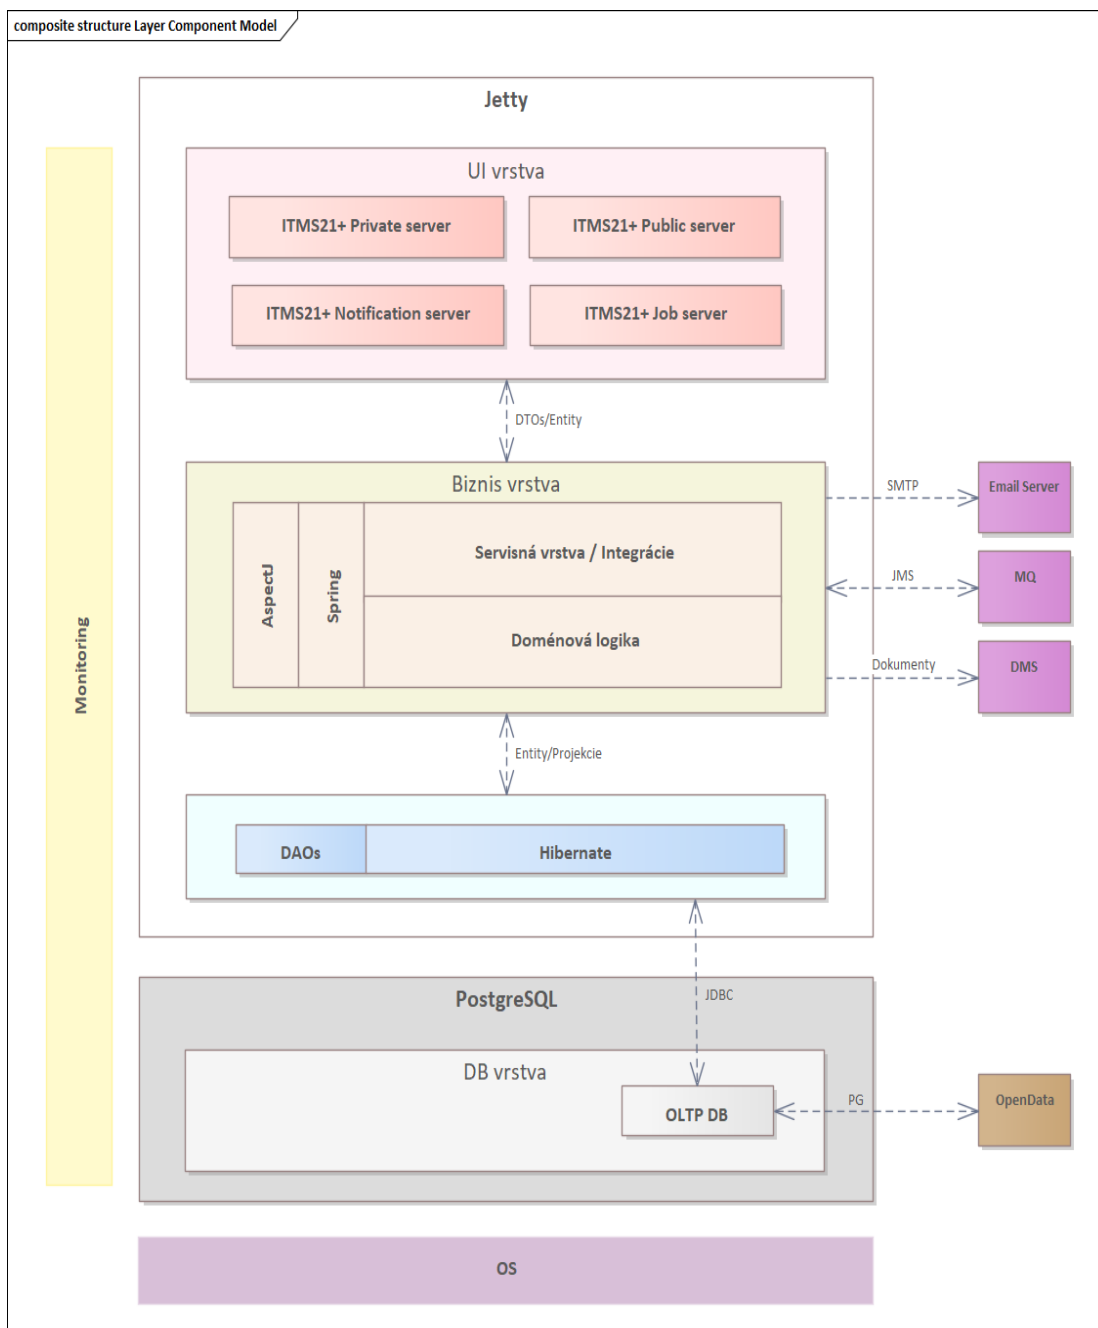 composite structure Layer Component Model
Jetty
UI vrstva
ITMS21+ Private server
ITMS21+ Public server
ITMS21+ Notification server
ITMS21+ Job server
DTOs/Entity
Biznis vrstva
AspectJ
Spring
Servisná vrstva / Integrácie
Doménová logika
SMTP
Email Server
JMS
MQ
Dokumenty
DMS
Monitoring
Entity/Projekcie
DAOs
Hibernate
JDBC
PostgreSQL
DB vrstva
OLTP DB
PG
OpenData
OS